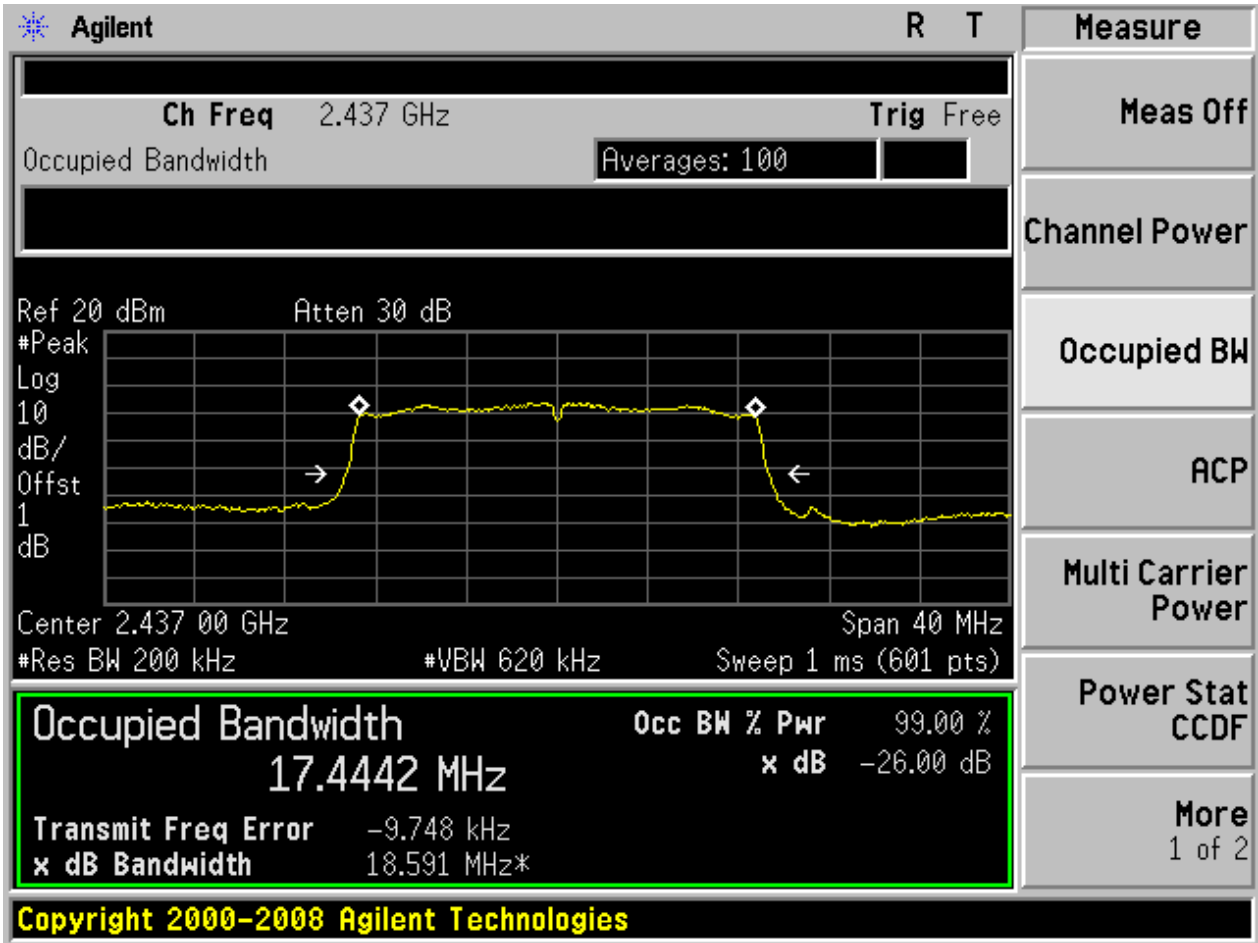 Agilent R T
Measure
Ch Freq 2.437 GHz Trig Free
Occupied Bandwidth Averages: 100
Meas Off
Channel Power
Ref 20 dBm Atten 30 dB
#Peak
Log
10
dB/
Offst
1
dB
Occupied BW
ACP
Center 2.437 00 GHz Span 40 MHz
#Res BW 200 kHz #VBW 620 kHz Sweep 1 ms (601 pts)
Multi Carrier
Power
Occupied Bandwidth Occ BW % Pwr 99.00 %
17.4442 MHz x dB -26.00 dB
Transmit Freq Error -9.748 kHz
x dB Bandwidth 18.591 MHz*
Power Stat
CCDF
More
1 of 2
Copyright 2000-2008 Agilent Technologies